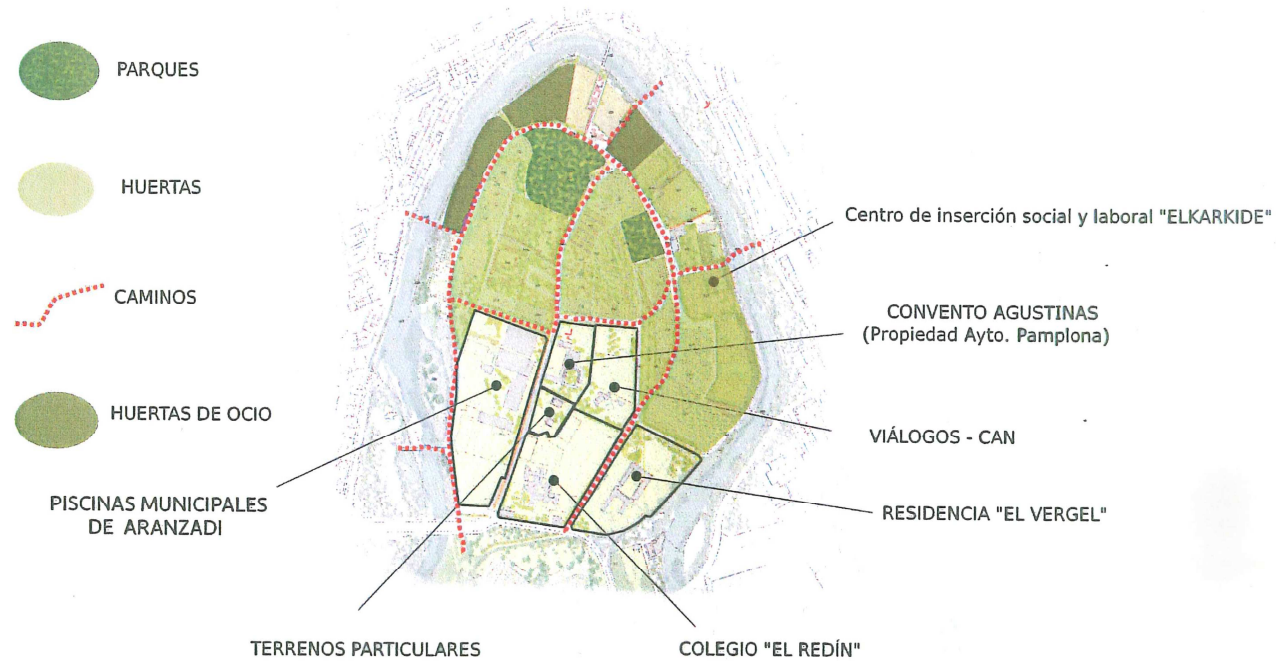 PARQUES
HUERTAS
CAMINOS
HUERTAS DE OCIO
PISCINAS MUNICIPALES
DE ARANZADI
TERRENOS PARTICULARES
COLEGIO "EL REDÍN"
Centro de inserción social y laboral "ELKARKIDE"
CONVENTO AGUSTINAS
(Propiedad Ayto. Pamplona)
VIÁLOGOS - CAN
RESIDENCIA "EL VERGEL"